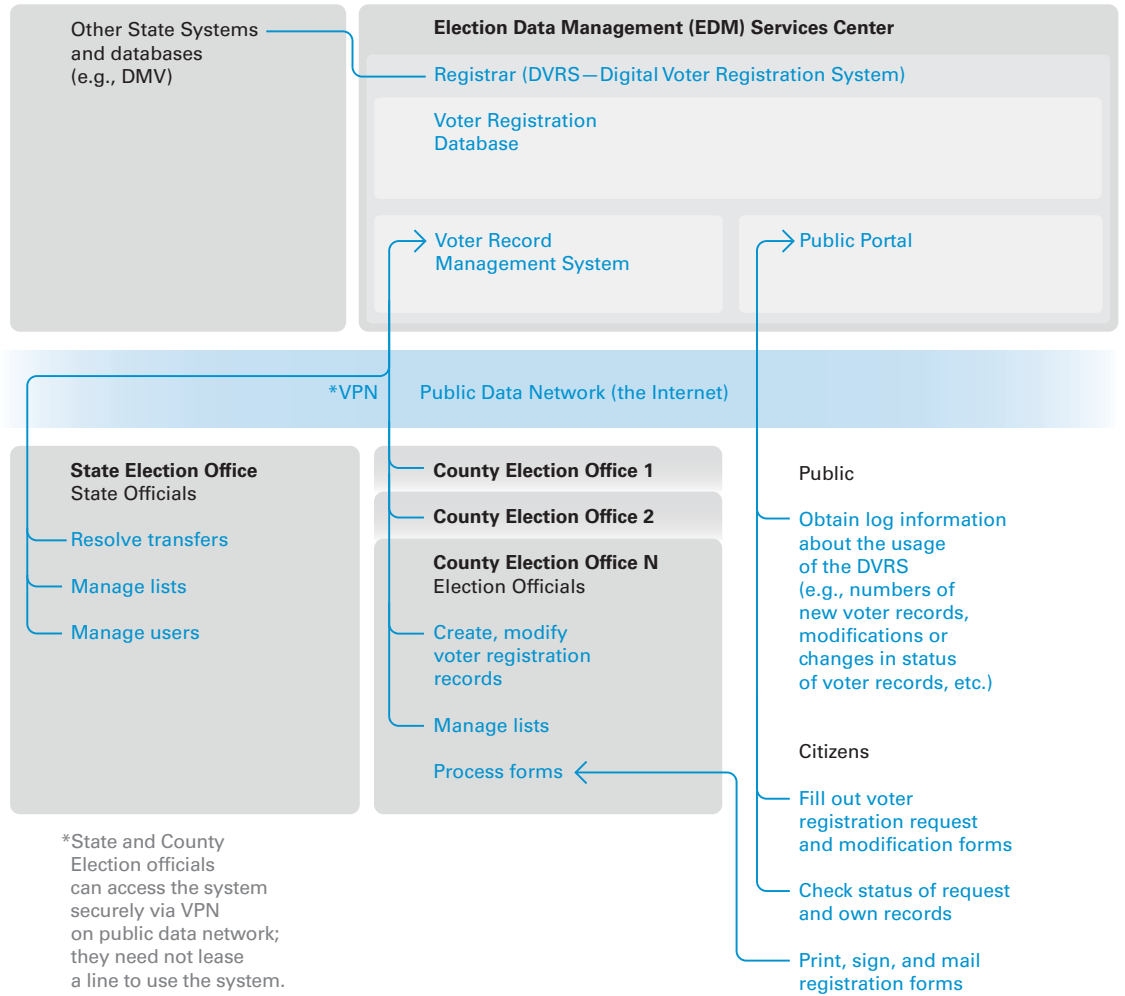 Other State Systems
and databases
(e.g., DMV)
Election Data Management (EDM) Services Center
Registrar (DVRS—Digital Voter Registration System)
Voter Registration
Database
Voter Record
Management System
Public Portal
*VPN
Public Data Network (the Internet)
State Election Office
State Officials
Resolve transfers
Manage lists
Manage users
County Election Office 1
County Election Office 2
County Election Office N
Election Officials
Create, modify
voter registration
records
Manage lists
Process forms
Public
Obtain log information
about the usage
of the DVRS
(e.g., numbers of
new voter records,
modifications or
changes in status
of voter records, etc.)
Citizens
Fill out voter
registration request
and modification forms
Check status of request
and own records
Print, sign, and mail
registration forms
*State and County
Election officials
can access the system
securely via VPN
on public data network;
they need not lease
a line to use the system.